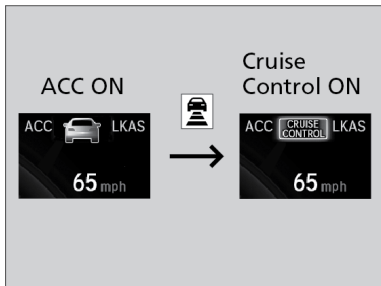 ACC ON
ACC LKAS
65 mph
Cruise
Control ON
ACC CRUISE CONTROL LKAS
65 mph